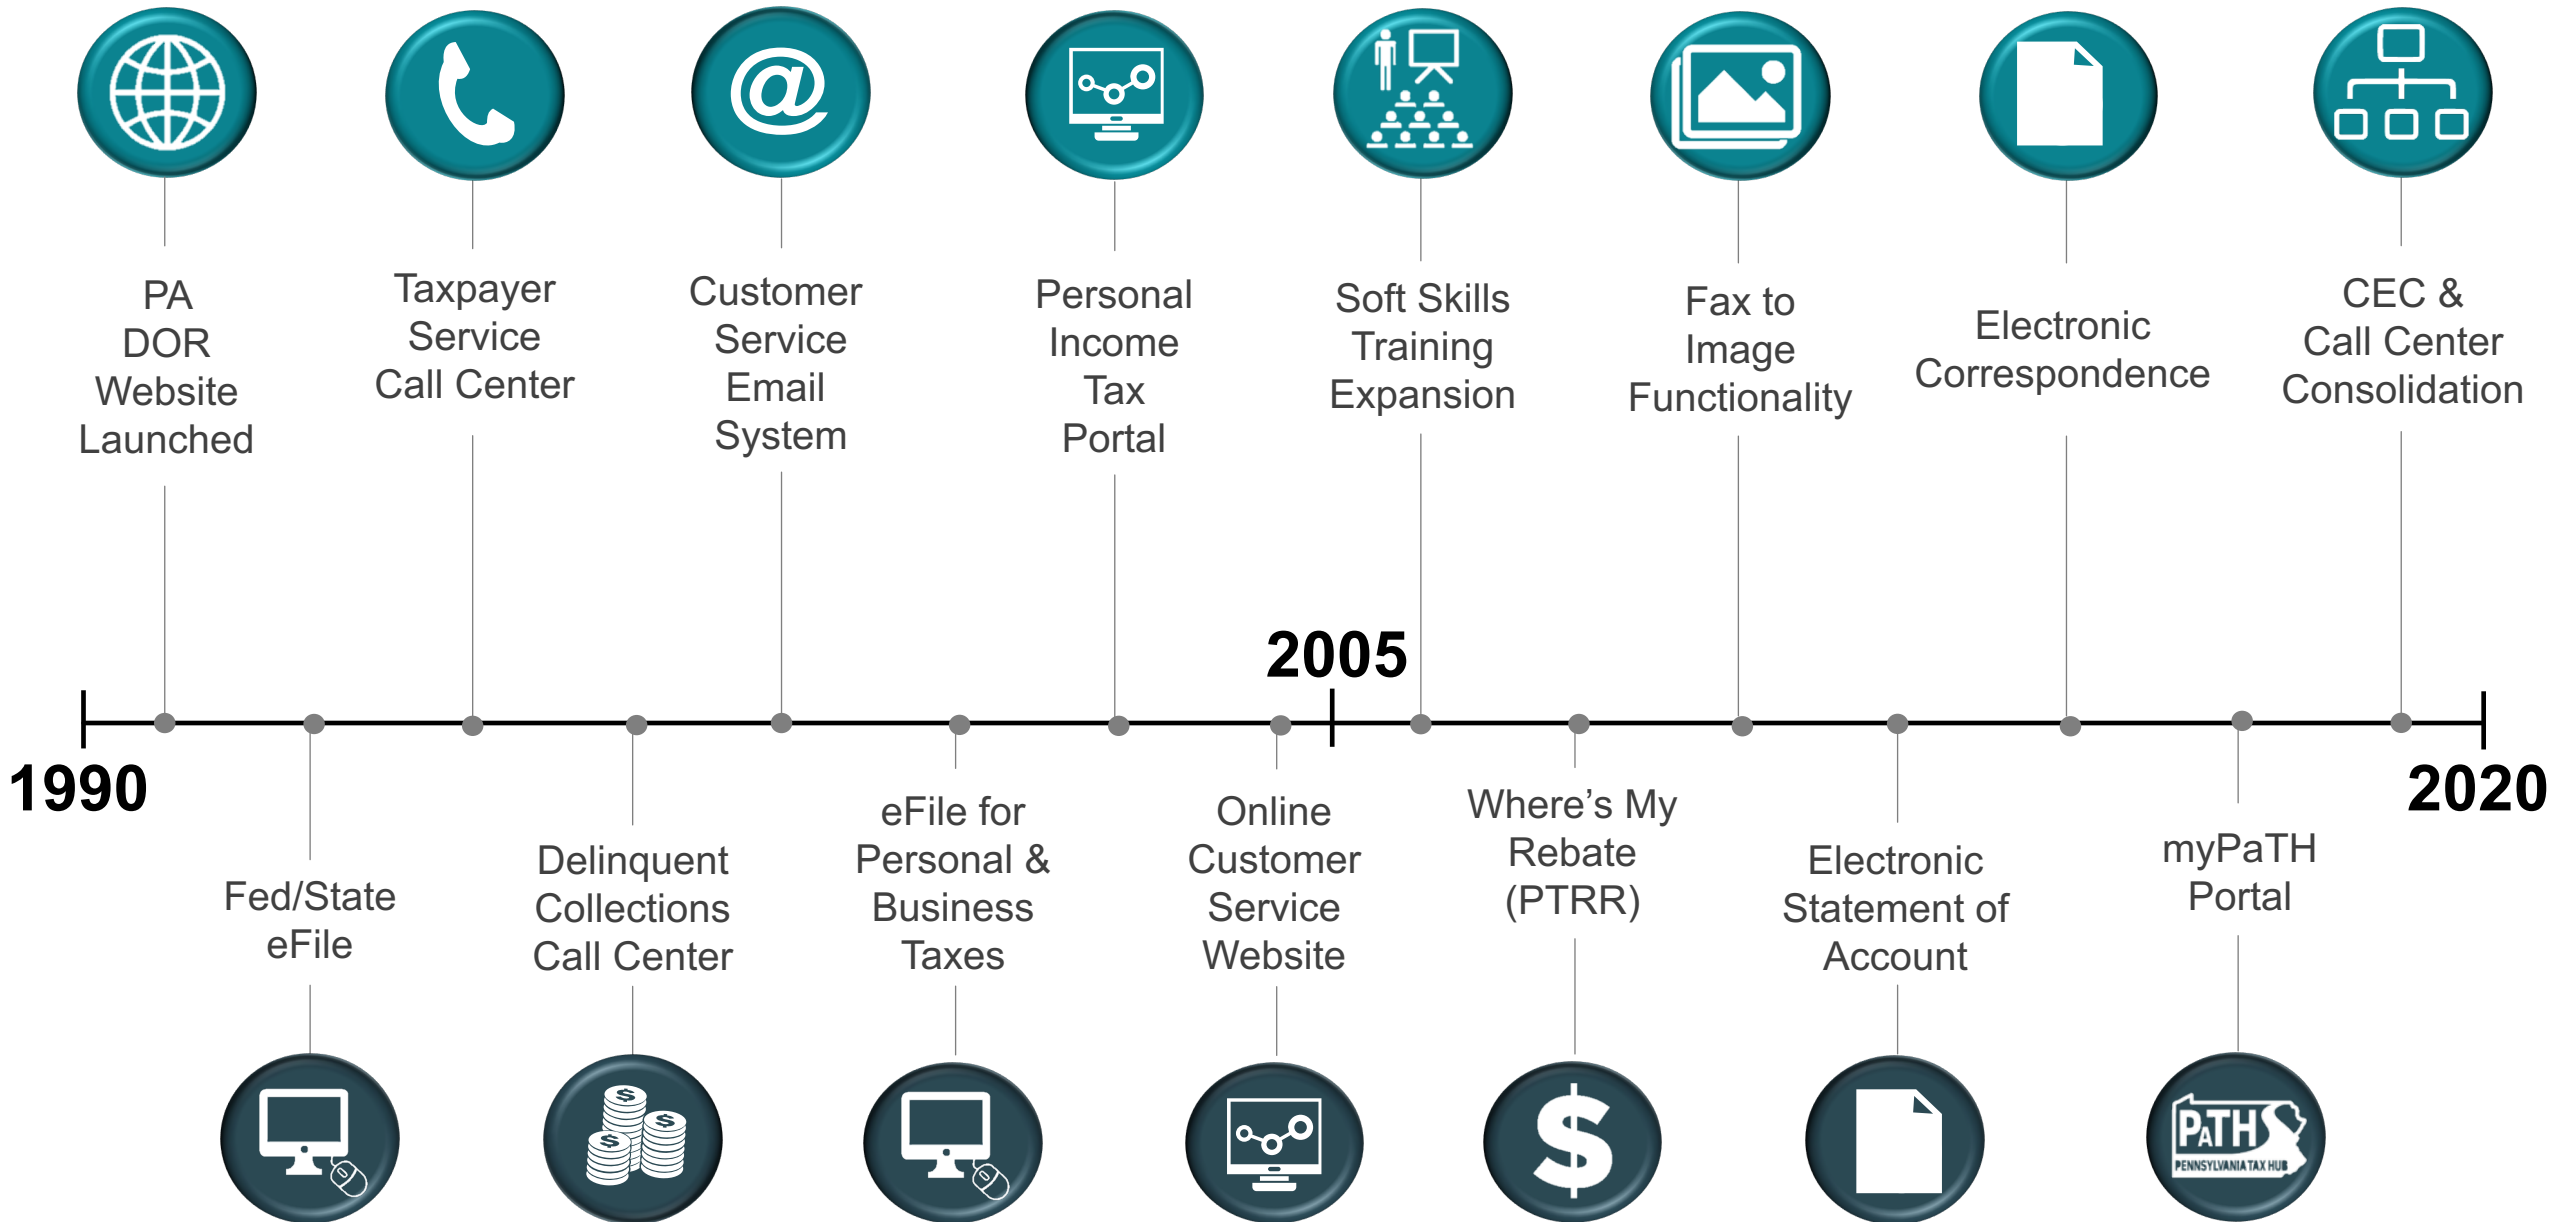 PA
DOR
Website
Launched
Taxpayer
Service
Call Center
Customer
Service
Email
System
Personal
Income
Tax
Portal
Soft Skills
Training
Expansion
Fax to
Image
Functionality
Electronic
Correspondence
CEC &
Call Center
Consolidation
1990
2005
2020
Fed/State
eFile
Delinquent
Collections
Call Center
eFile for
Personal &
Business
Taxes
Online
Customer
Service
Website
Where’s My
Rebate
(PTRR)
Electronic
Statement of
Account
myPaTH
Portal
@
$
$
$
$
PATH
PENNSYLVANIA TAX HUB